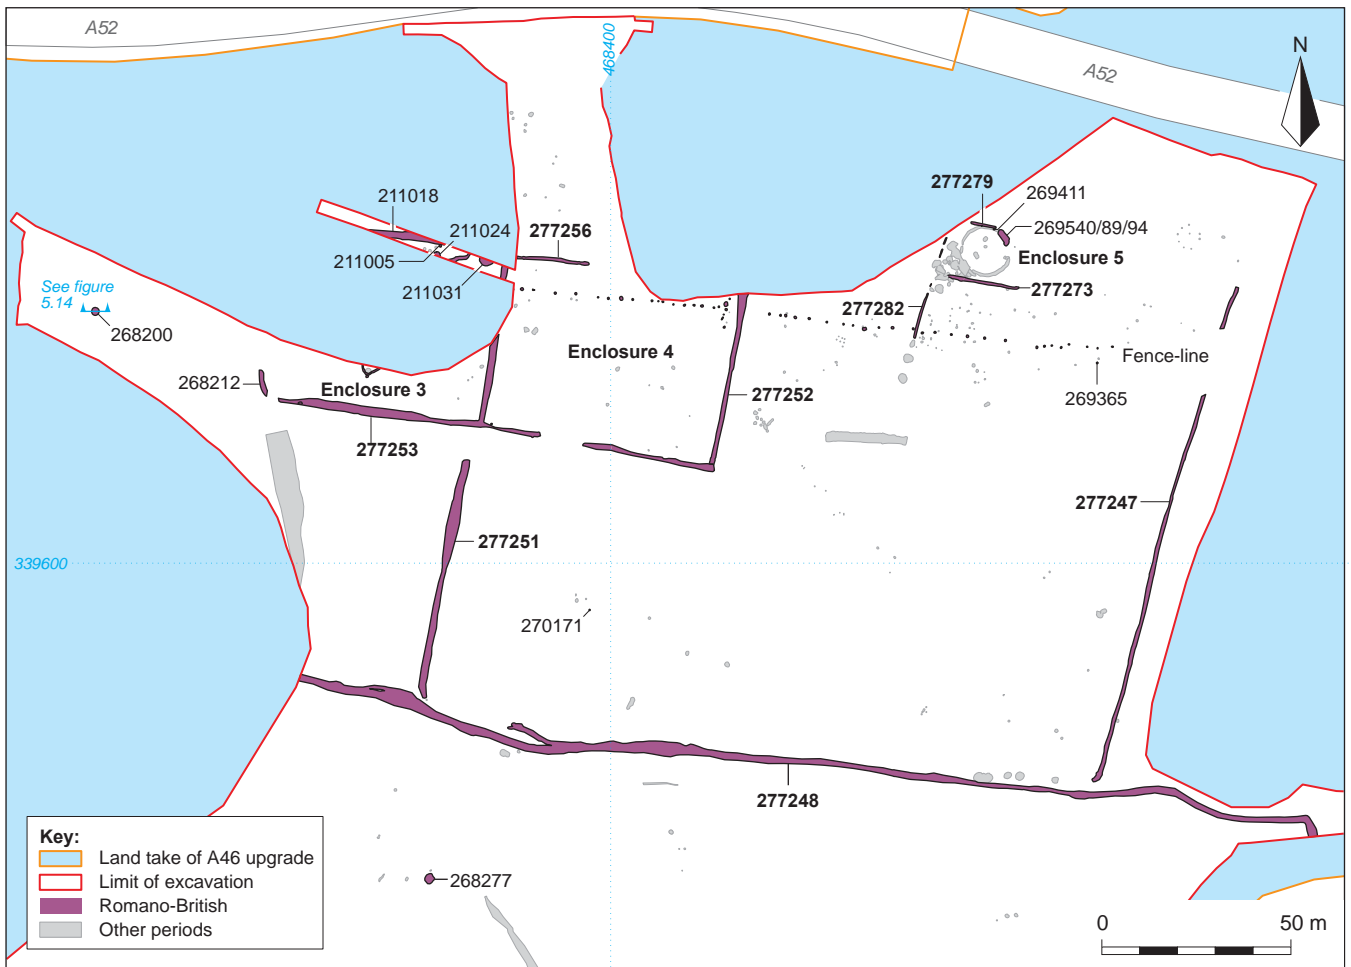 A52
468400
A52
N
277279
269411
211018
211024
277256
269540/89/94
211005
Enclosure 5
See figure
5.14
211031
277273
277282
268200
Enclosure 4
Fence-line
268212
Enclosure 3
277252
269365
277253
277247
277251
339600
270171
277248
Key:
Land take of A46 upgrade
Limit of excavation
Romano-British
Other periods
268277
0 50 m